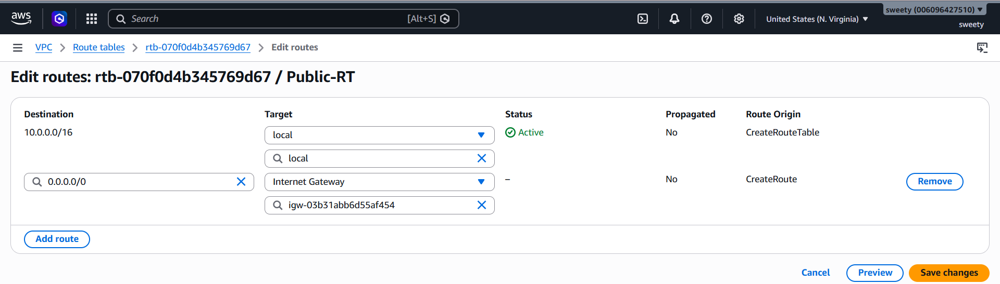 aws
Search [Alt+S]
United States (N. Virginia)
sweety (006096427510)
sweety
VPC Route tables rtb-070f0d4b345769d67 Edit routes
Edit routes: rtb-070f0d4b345769d67 / Public-RT
Destination Target Status Propagated Route Origin
10.0.0.0/16 local Active No CreateRouteTable
local
0.0.0.0/0 Internet Gateway – No CreateRoute Remove
igw-03b31abb6d55af454
Add route
Cancel Preview Save changes